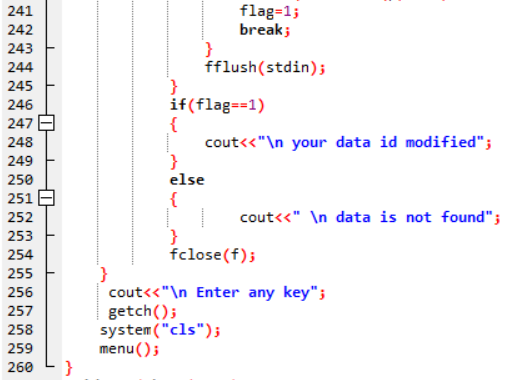 241 flag=1;
242 break;
243 }
244 fflush(stdin);
245 }
246 if(flag==1)
247 {
248 cout<<"\n your data id modified";
249 }
250 else
251 {
252 cout<<" \n data is not found";
253 }
254 fclose(f);
255 }
256 cout<<"\n Enter any key";
257 getch();
258 system("cls");
259 menu();
260 }